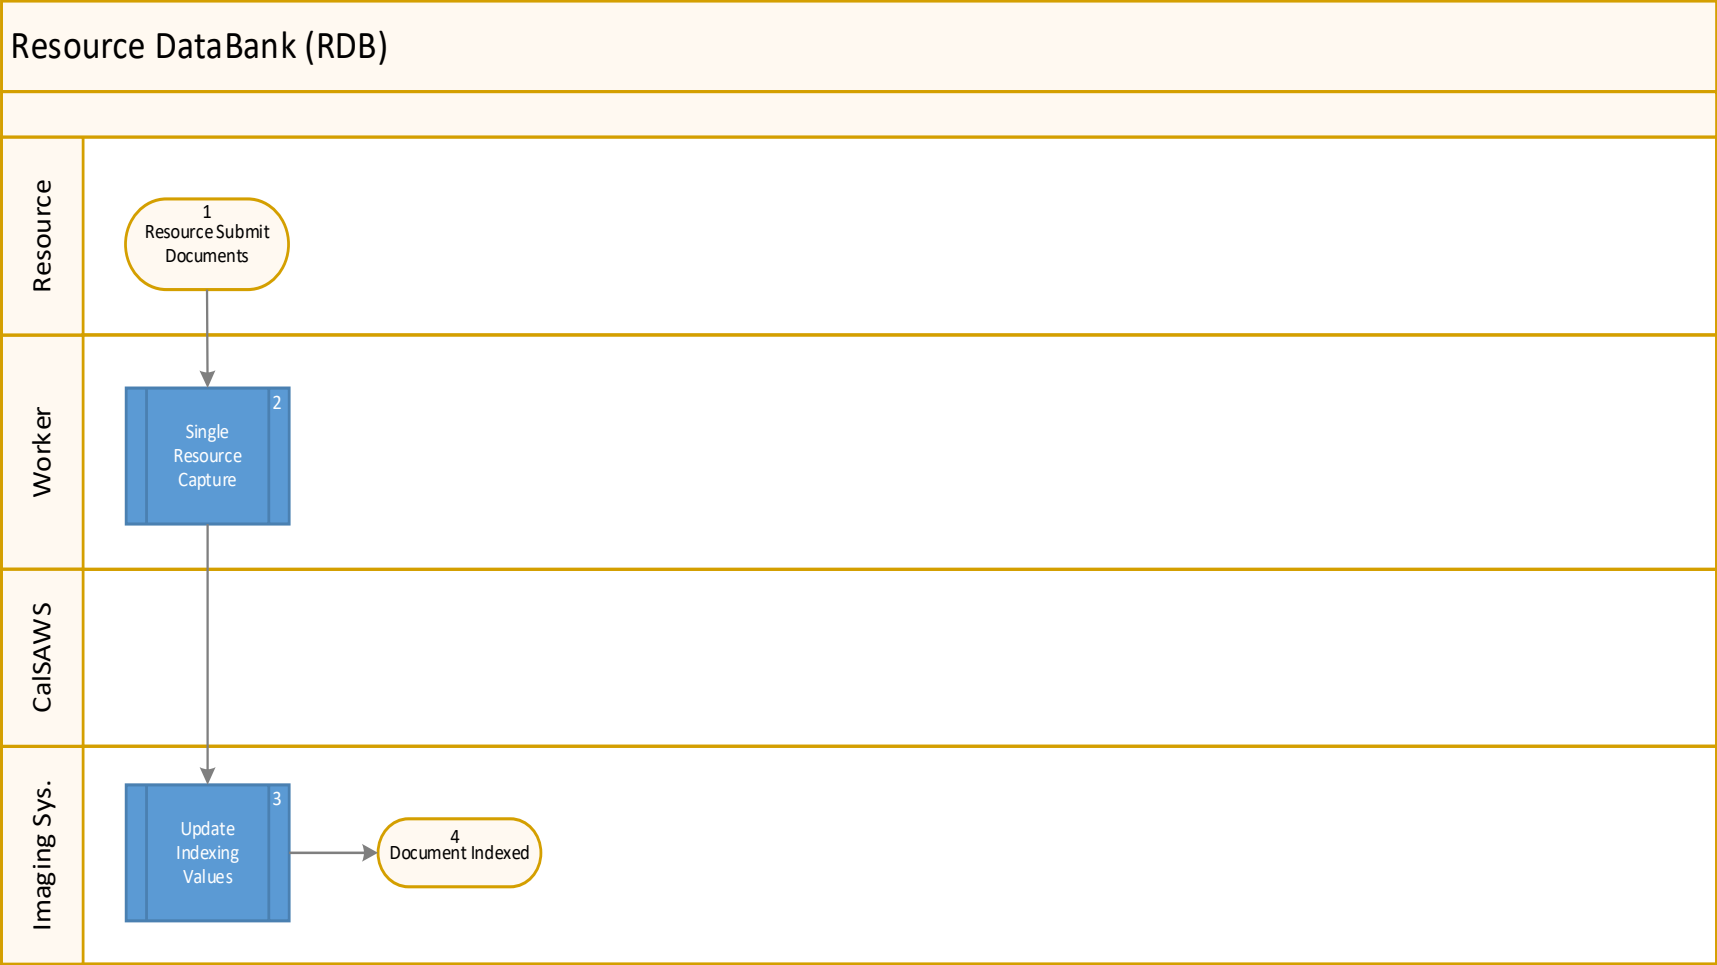 Resource DataBank (RDB)
Resource
1
Resource Submit
Documents
Worker
2
Single
Resource
Capture
CalSAWS
Imaging Sys.
3
Update
Indexing
Values
4
Document Indexed